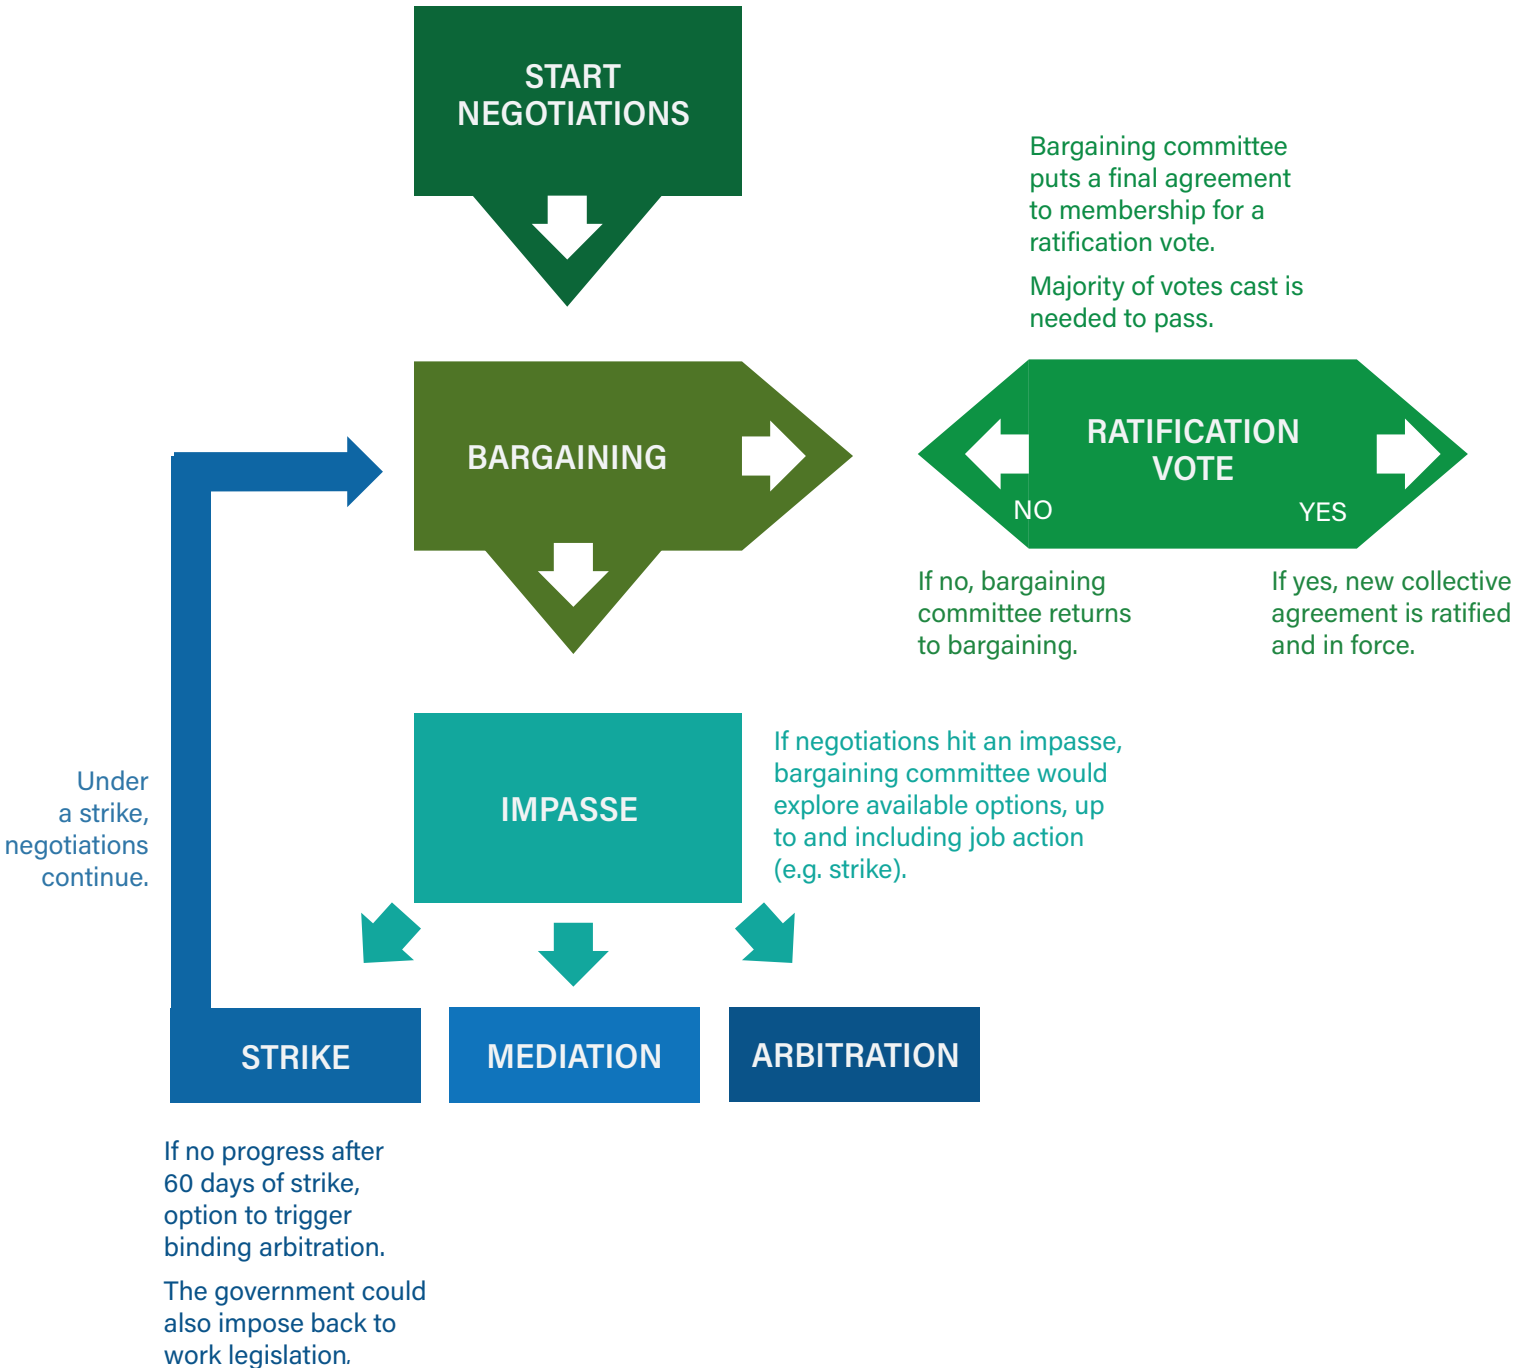 START
NEGOTIATIONS
Bargaining committee
puts a final agreement
to membership for a
ratification vote.
Majority of votes cast is
needed to pass.
BARGAINING
RATIFICATION
VOTE
NO
YES
If no, bargaining
committee returns
to bargaining.
If yes, new collective
agreement is ratified
and in force.
Under
a strike,
negotiations
continue.
IMPASSE
If negotiations hit an impasse,
bargaining committee would
explore available options, up
to and including job action
(e.g. strike).
STRIKE
MEDIATION
ARBITRATION
If no progress after
60 days of strike,
option to trigger
binding arbitration.
The government could
also impose back to
work legislation.